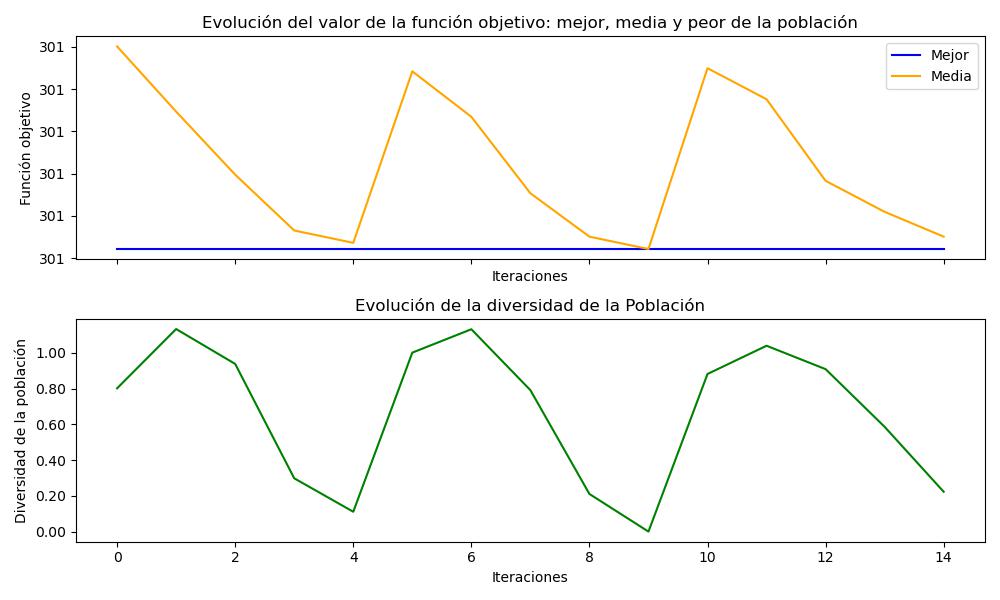 Evolución del valor de la función objetivo: mejor, media y peor de la población
301
301
301
301
301
301
Función objetivo
Mejor
Media
Iteraciones
Evolución de la diversidad de la Población
1.00
0.80
0.60
0.40
0.20
0.00
Diversidad de la población
0 2 4 6 8 10 12 14
Iteraciones